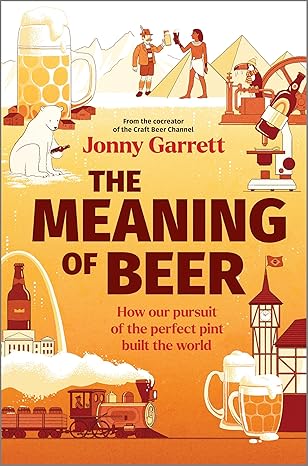 From the cocreator
of the Craft Beer Channel
Jonny Garrett
THE
MEANING
OF BEER
How our pursuit
of the perfect pint
built the world